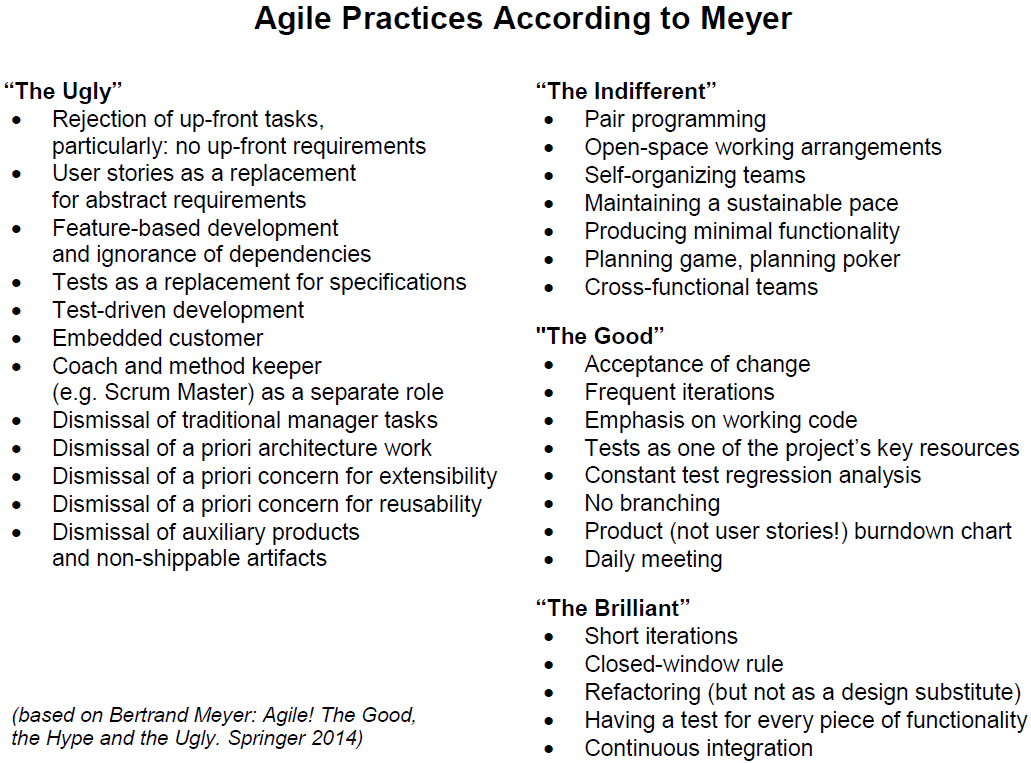 Agile Practices According to Meyer
“The Ugly”
• Rejection of up-front tasks,
particularly: no up-front requirements
• User stories as a replacement
for abstract requirements
• Feature-based development
and ignorance of dependencies
• Tests as a replacement for specifications
• Test-driven development
• Embedded customer
• Coach and method keeper
(e.g. Scrum Master) as a separate role
• Dismissal of traditional manager tasks
• Dismissal of a priori architecture work
• Dismissal of a priori concern for extensibility
• Dismissal of a priori concern for reusability
• Dismissal of auxiliary products
and non-shippable artifacts
(based on Bertrand Meyer: Agile! The Good,
the Hype and the Ugly. Springer 2014)
“The Indifferent”
• Pair programming
• Open-space working arrangements
• Self-organizing teams
• Maintaining a sustainable pace
• Producing minimal functionality
• Planning game, planning poker
• Cross-functional teams
"The Good”
• Acceptance of change
• Frequent iterations
• Emphasis on working code
• Tests as one of the project’s key resources
• Constant test regression analysis
• No branching
• Product (not user stories!) burndown chart
• Daily meeting
“The Brilliant”
• Short iterations
• Closed-window rule
• Refactoring (but not as a design substitute)
• Having a test for every piece of functionality
• Continuous integration